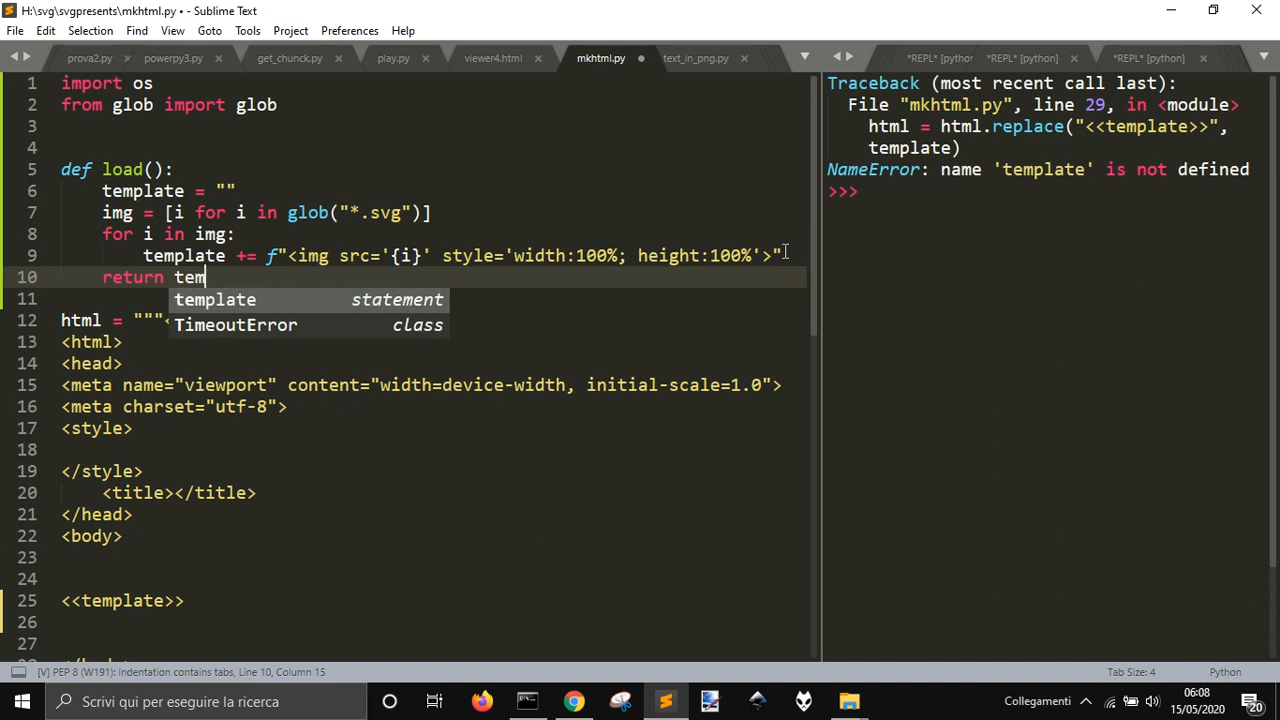 H:\svg\svgpresents\mkhtml.py • - Sublime Text
File Edit Selection Find View Goto Tools Project Preferences Help
prova2.py powerpy3.py get_chunck.py play.py viewer4.html mkhtml.py text_in_png.py *REPL* [python *REPL* [python] *REPL* [python]
1 import os
2 from glob import glob
3
4
5 def load():
6 template = ""
7 img = [i for i in glob("*.svg")]
8 for i in img:
9 template += f"<img src='{i}' style='width:100%; height:100%'>"
10 return tem
11 template statement
TimeoutError class
12 html = """<
13 <html>
14 <head>
15 <meta name="viewport" content="width=device-width, initial-scale=1.0">
16 <meta charset="utf-8">
17 <style>
18
19 </style>
20 <title></title>
21 </head>
22 <body>
23
24
25 <<template>>
26
27
Traceback (most recent call last):
File "mkhtml.py", line 29, in <module>
html = html.replace("<<template>>",
template)
NameError: name 'template' is not defined
>>>
[V] PEP 8 (W191): indentation contains tabs, Line 10, Column 15 Tab Size: 4 Python
Scrivi qui per eseguire la ricerca Collegamenti 06:08
15/05/2020 20